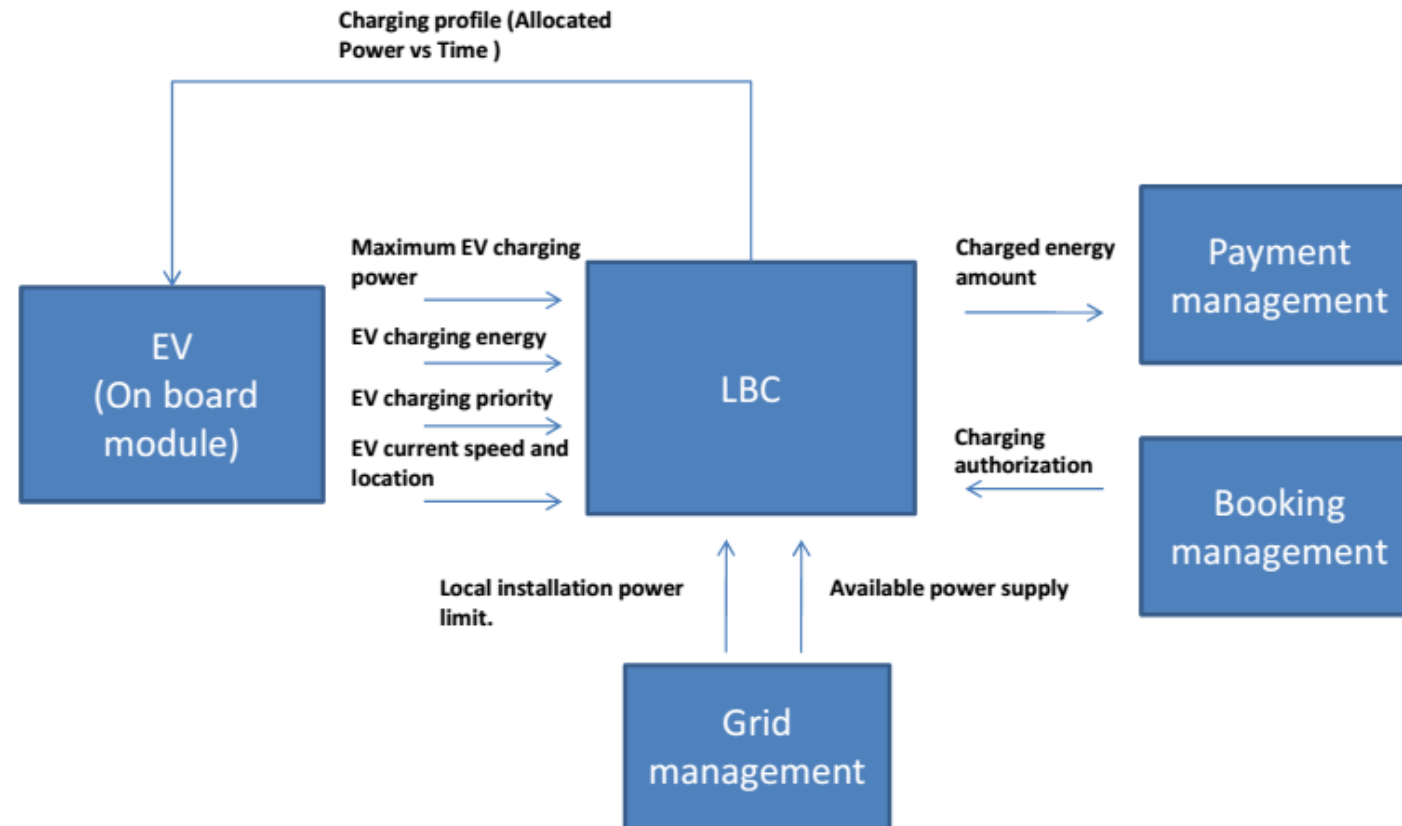 Charging profile (Allocated
Power vs Time )
Maximum EV charging
power
EV charging energy
EV charging priority
EV current speed and
location
EV
(On board
module)
LBC
Charged energy
amount
Payment
management
Charging
authorization
Booking
management
Local installation power
limit.
Available power supply
Grid
management